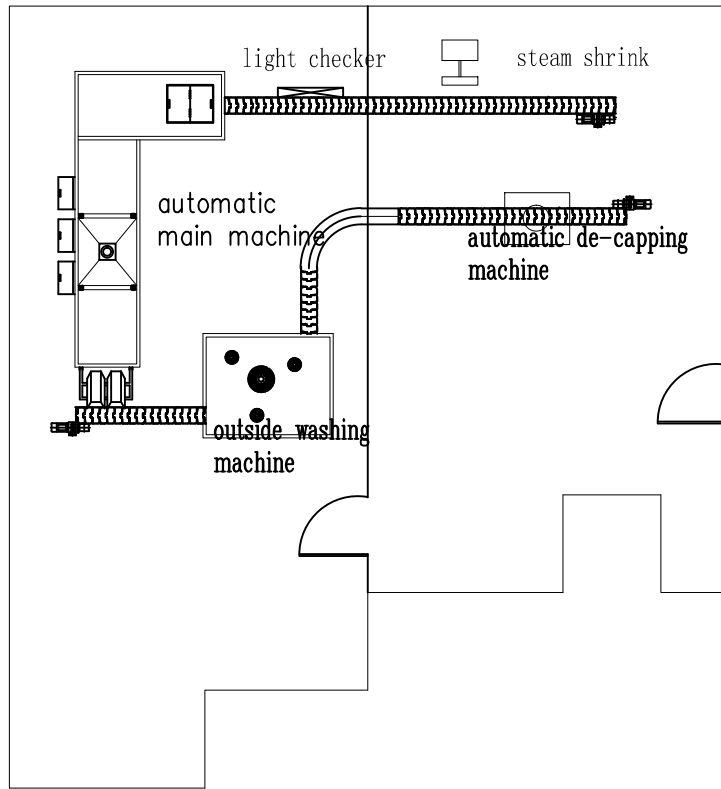 light checker
steam shrink
automatic
main machine
automatic de-capping
machine
outside washing
machine